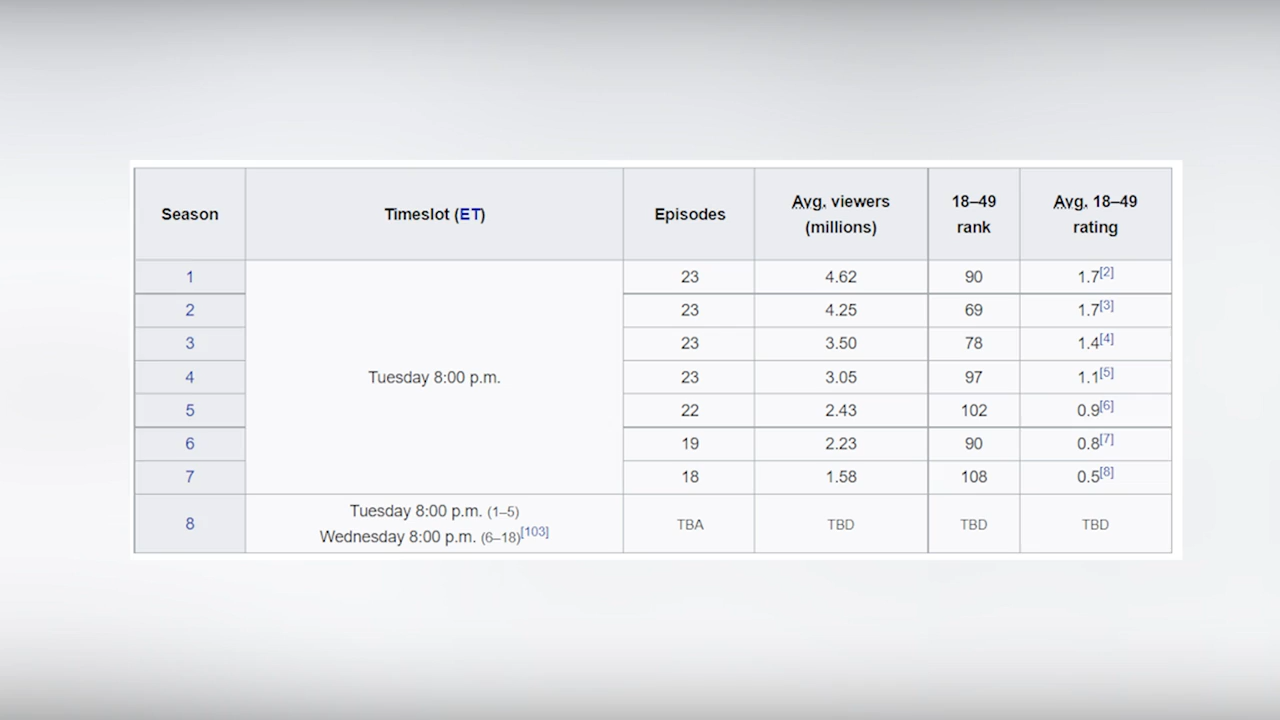 Season Timeslot (ET) Episodes Avg. viewers (millions) 18–49 rank Avg. 18–49 rating
1 23 4.62 90 1.7[2]
2 23 4.25 69 1.7[3]
3 23 3.50 78 1.4[4]
4 Tuesday 8:00 p.m. 23 3.05 97 1.1[5]
5 22 2.43 102 0.9[6]
6 19 2.23 90 0.8[7]
7 18 1.58 108 0.5[8]
8 Tuesday 8:00 p.m. (1–5) Wednesday 8:00 p.m. (6–18)[103] TBA TBD TBD TBD